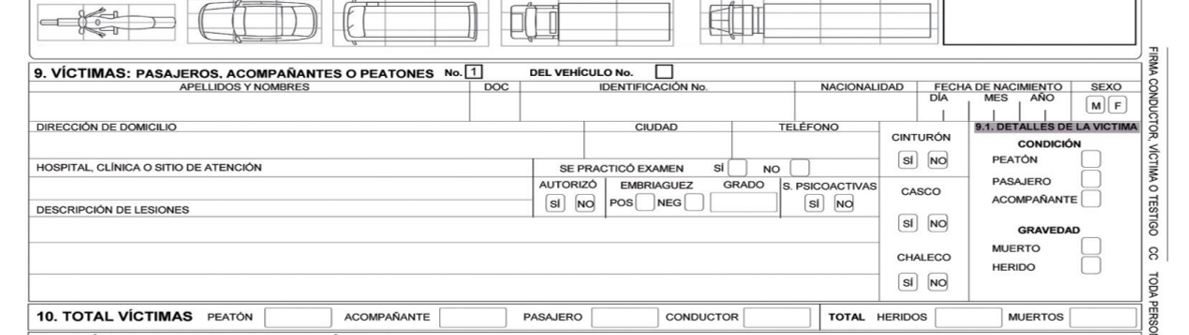 9. VÍCTIMAS: PASAJEROS, ACOMPAÑANTES O PEATONES No. 1 DEL VEHÍCULO No.
APELLIDOS Y NOMBRES DOC IDENTIFICACIÓN No. NACIONALIDAD FECHA DE NACIMIENTO SEXO
DÍA MES AÑO
M F
DIRECCIÓN DE DOMICILIO CIUDAD TELÉFONO
CINTURÓN
SÍ NO
9.1. DETALLES DE LA VICTIMA
CONDICIÓN
PEATÓN
PASAJERO
ACOMPAÑANTE
HOSPITAL, CLÍNICA O SITIO DE ATENCIÓN SE PRACTICÓ EXAMEN SÍ NO
AUTORIZÓ EMBRIAGUEZ GRADO S. PSICOACTIVAS
SÍ NO POS NEG SÍ NO
CASCO
SÍ NO
DESCRIPCIÓN DE LESIONES
GRAVEDAD
MUERTO
HERIDO
CHALECO
SÍ NO
10. TOTAL VÍCTIMAS PEATÓN ACOMPAÑANTE PASAJERO CONDUCTOR TOTAL HERIDOS MUERTOS
FIRMA CONDUCTOR, VÍCTIMA O TESTIGO CC TODA